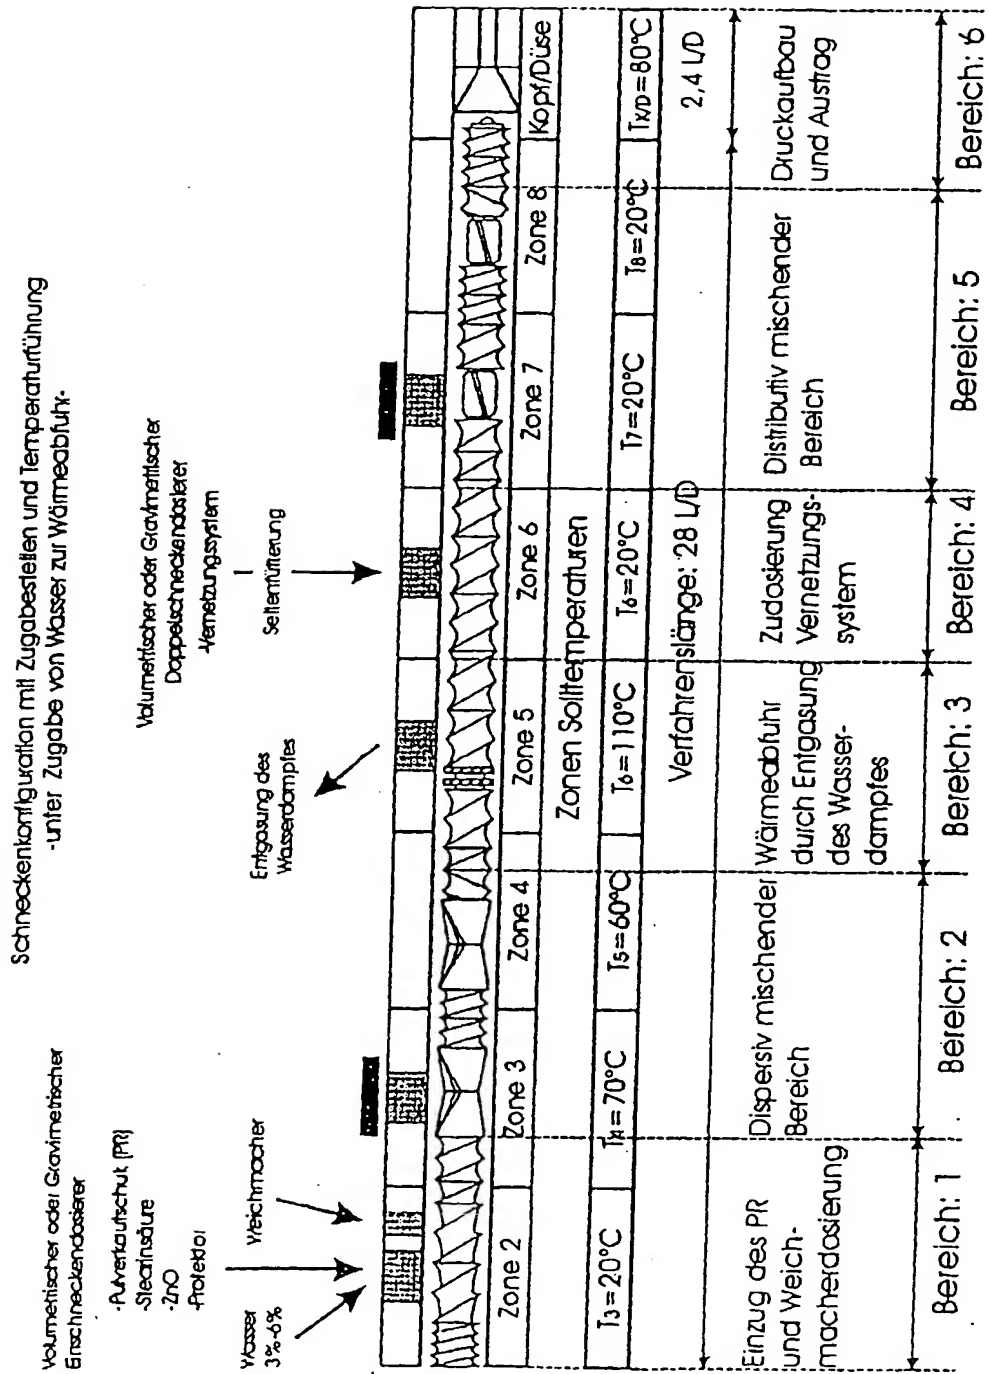 Schneckenkonfiguration mit Zugabestellen und Temperaturführung
-unter Zugabe von Wasser zur Wärmeabfuhr-
Volumetrischer oder Gravimetrischer
Einschneckendosierer
-Pulverkautschuk (PR)
-Stearinsäure
-ZnO
-Protektor
Wasser
3%-6%
Weichmacher
Entgasung des
Wasserdampfes
Volumetrischer oder Gravimetrischer
Doppelschneckendosierer
-Vernetzungssystem
Seitenfütterung
Zone 2
Zone 3
Zone 4
Zone 5
Zone 6
Zone 7
Zone 8
Kopf/Düse
Zonen Solltemperaturen
T3=20°C
T4=70°C
T5=60°C
T6=110°C
T6=20°C
T7=20°C
T8=20°C
TK/D=80°C
Verfahrenslänge: 28 L/D
2,4 L/D
Einzug des PR
und Weich-
macherdosierung
Dispersiv mischender
Bereich
Wärmeabfuhr
durch Entgasung
des Wasser-
dampfes
Zudosierung
Vernetzungs-
system
Distributiv mischender
Bereich
Druckaufbau
und Austrag
Bereich: 1
Bereich: 2
Bereich: 3
Bereich: 4
Bereich: 5
Bereich: 6